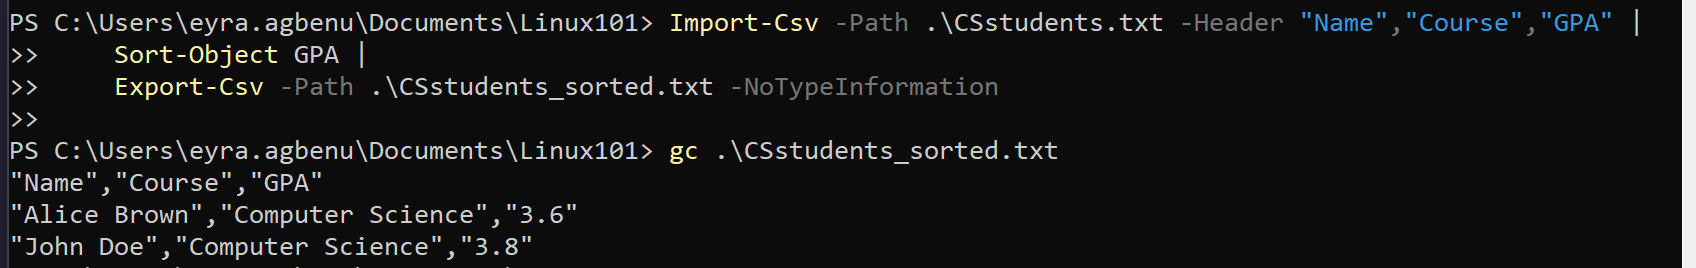 PS C:\Users\eyra.agbenu\Documents\Linux101> Import-Csv -Path .\CSstudents.txt -Header "Name","Course","GPA" |
>>     Sort-Object GPA |
>>     Export-Csv -Path .\CSstudents_sorted.txt -NoTypeInformation
>>
PS C:\Users\eyra.agbenu\Documents\Linux101> gc .\CSstudents_sorted.txt
"Name","Course","GPA"
"Alice Brown","Computer Science","3.6"
"John Doe","Computer Science","3.8"